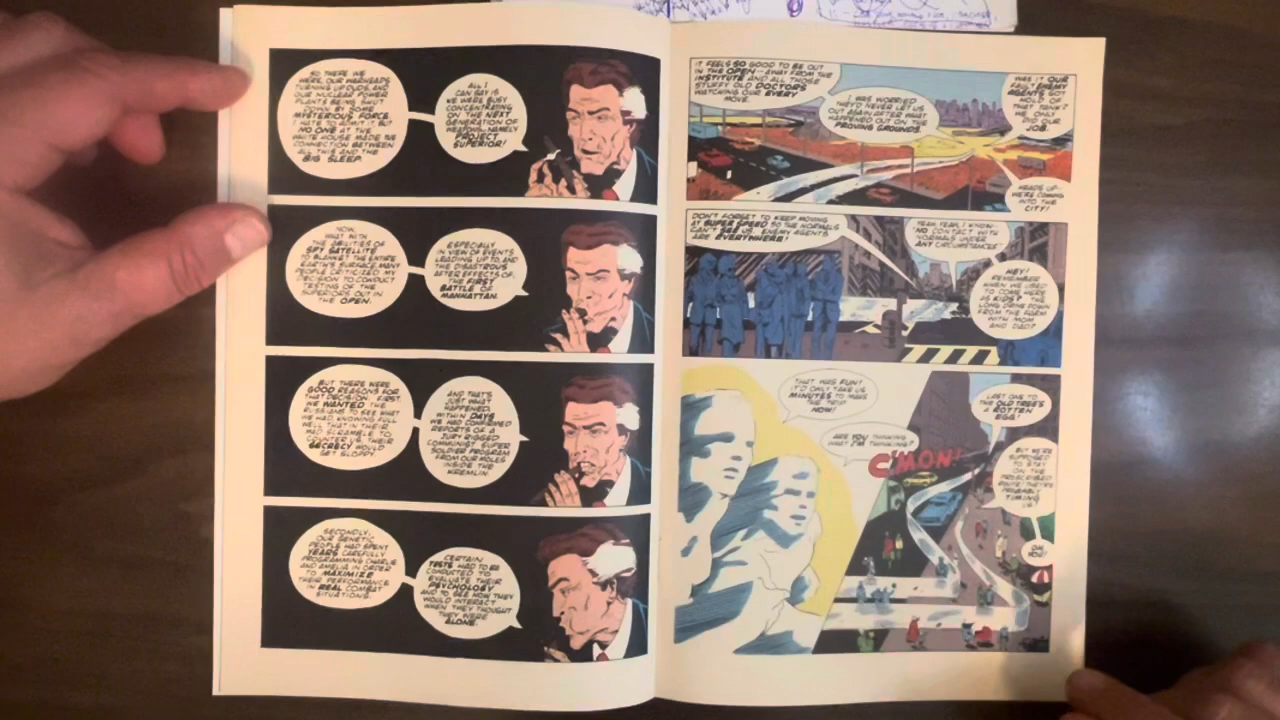 SO THERE WE
WERE, OUR WARHEADS
TURNING UP DUDS, AND
OUR NUCLEAR POWER
PLANTS BEING SHUT
DOWN BY SOME
MYSTERIOUS FORCE.
I HATE TO ADMIT IT BUT
NO ONE AT THE
WHITE HOUSE MADE THE
CONNECTION BETWEEN
ALL THIS AND THE
BIG SLEEP.
ALL I
CAN SAY IS
WE WERE BUSY
CONCENTRATING
ON THE NEXT
GENERATION OF
WEAPONS--NAMELY
PROJECT
SUPERIOR!
NOW,
WHAT WITH
THE ABILITIES OF
SPY SATELLITE
TO BLANKET THE ENTIRE
EARTH'S SURFACE, MANY
PEOPLE CRITICIZED MY
DECISION TO CONDUCT
TESTING OF THE
SUPERIORS OUT IN
THE OPEN.
ESPECIALLY
IN VIEW OF EVENTS
LEADING UP TO, AND
THE DISASTROUS
AFTER EFFECTS OF,
THE FIRST
BATTLE OF
MANHATTAN.
BUT THERE WERE
GOOD REASONS FOR
THAT DECISION. FIRST,
WE WANTED THE
RUSSIANS TO SEE WHAT
WE HAD, KNOWING FULL
WELL THAT IN THEIR
MAD SCRAMBLE TO
COUNTER US, THEIR
SECRECY WOULD
GET SLOPPY.
AND THAT'S
JUST WHAT
HAPPENED.
WITHIN DAYS
WE HAD CONFIRMED
REPORTS OF A
JURY RIGGED
COMMUNIST SUPER
SOLDIER PROGRAM
FROM OUR MOLES
INSIDE THE
KREMLIN.
SECONDLY,
OUR GENETIC
PEOPLE HAD SPENT
YEARS CAREFULLY
PROGRAMMING CHARLIE
AND AMELIA IN ORDER
TO MAXIMIZE
THEIR PERFORMANCE
IN REAL COMBAT
SITUATIONS.
CERTAIN
TESTS HAD TO BE
CONDUCTED TO
EVALUATE THEIR
PSYCHOLOGY
AND TO SEE HOW THEY
WOULD INTERACT
WHEN THEY THOUGHT
THEY WERE
ALONE.
IT FEELS SO GOOD TO BE OUT
IN THE OPEN--AWAY FROM THE
INSTITUTE AND ALL THOSE
STUFFY OLD DOCTORS
WATCHING OUR EVERY
MOVE.
I WAS WORRIED
THEY'D NEVER LET US
OUT AGAIN AFTER WHAT
HAPPENED OUT ON THE
PROVING GROUNDS.
WAS IT OUR
FAULT ENEMY
AGENTS GOT
HOLD OF
THAT TANK?
WE ONLY
DID OUR
JOB.
HEADS UP--
WE'RE COMING
INTO THE
CITY!
DON'T FORGET TO KEEP MOVING
AT SUPER SPEED SO THE NORMALS
CAN'T SEE US. ENEMY AGENTS
ARE EVERYWHERE!
YEAH, YEAH, I KNOW--
"NO CONTACT WITH
NORMALS UNDER
ANY CIRCUMSTANCES".
HEY!
REMEMBER
WHEN WE USED
TO COME HERE
AS KIDS? THE
LONG DRIVE DOWN
FROM THE FARM
WITH MOM
AND DAD?
THAT WAS FUN!
IT'D ONLY TAKE US
MINUTES TO MAKE
THE TRIP
NOW!
ARE YOU THINKING
WHAT I'M THINKING?
C'MON!
LAST ONE TO
THE OLD TREE'S
A ROTTEN
EGG!
BUT WE'RE
SUPPOSED
TO STAY
ON THE
PROSCRIBED
ROUTE! THEY'RE
PROBABLY
TIMING
US!
OH,
YOU!